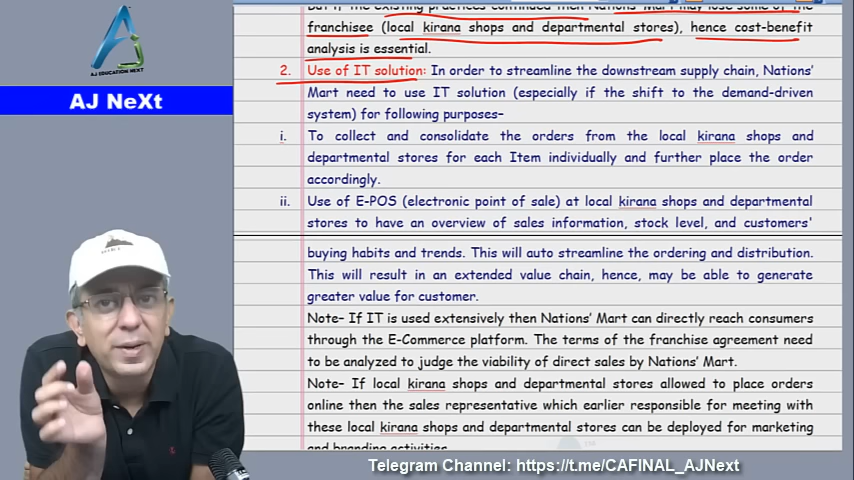 But if the existing practices continued then Nations' Mart may lose some of the
franchisee (local kirana shops and departmental stores), hence cost-benefit
analysis is essential.
2. Use of IT solution: In order to streamline the downstream supply chain, Nations'
Mart need to use IT solution (especially if the shift to the demand-driven
system) for following purposes–
i. To collect and consolidate the orders from the local kirana shops and
departmental stores for each Item individually and further place the order
accordingly.
ii. Use of E-POS (electronic point of sale) at local kirana shops and departmental
stores to have an overview of sales information, stock level, and customers'
buying habits and trends. This will auto streamline the ordering and distribution.
This will result in an extended value chain, hence, may be able to generate
greater value for customer.
Note– If IT is used extensively then Nations' Mart can directly reach consumers
through the E-Commerce platform. The terms of the franchise agreement need
to be analyzed to judge the viability of direct sales by Nations' Mart.
Note– If local kirana shops and departmental stores allowed to place orders
online then the sales representative which earlier responsible for meeting with
these local kirana shops and departmental stores can be deployed for marketing
and branding activities.
AJ EDUCATION NEXT
AJ NeXt
Telegram Channel: https://t.me/CAFINAL_AJNext